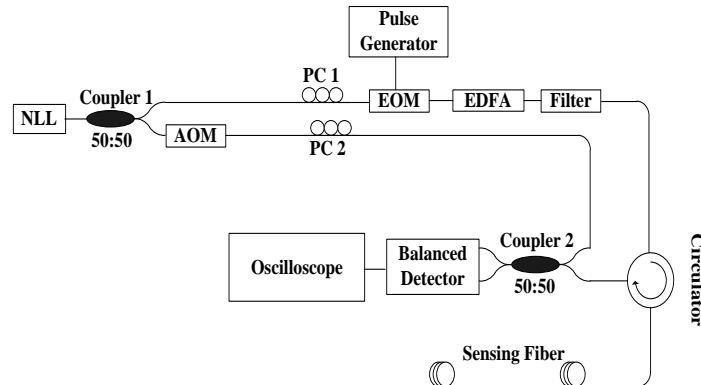 Pulse
Generator
PC 1
Coupler 1
NLL
50:50
EOM
EDFA
Filter
AOM
PC 2
Circulator
Coupler 2
Oscilloscope
Balanced
Detector
50:50
Sensing Fiber